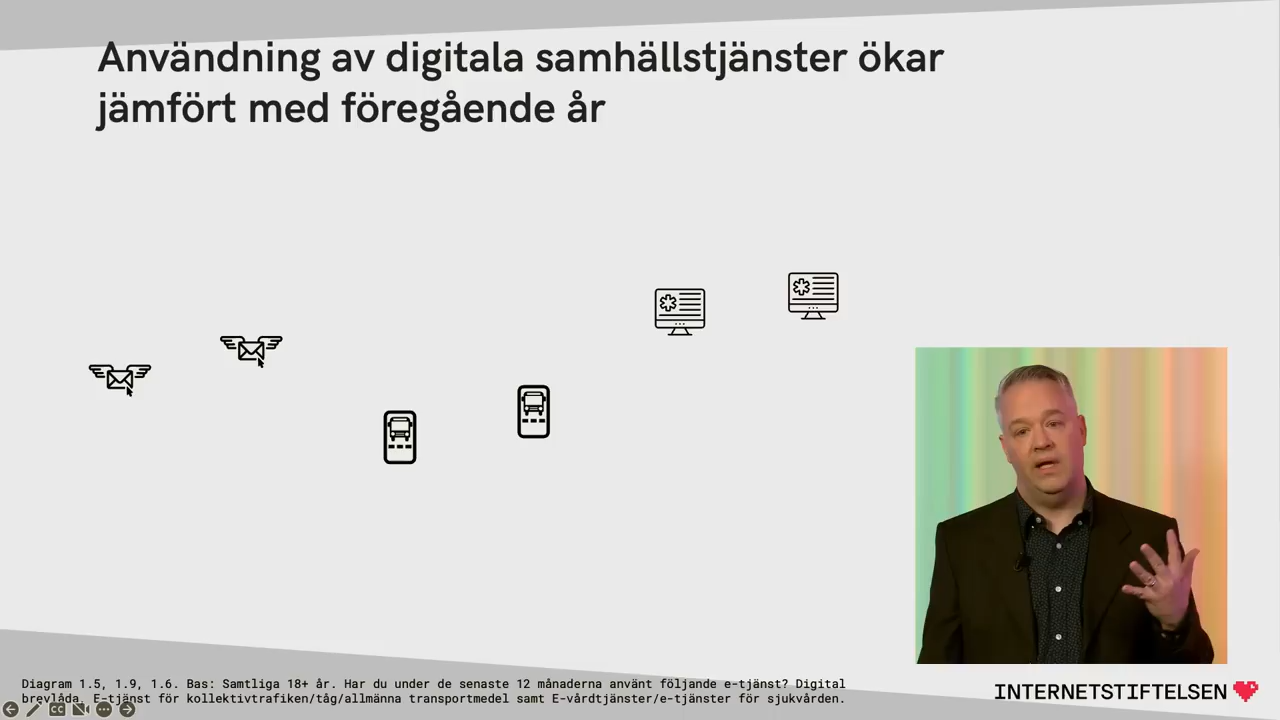 Användning av digitala samhällstjänster ökar
jämfört med föregående år
Diagram 1.5, 1.9, 1.6. Bas: Samtliga 18+ år. Har du under de senaste 12 månaderna använt följande e-tjänst? Digital
brevlåda. E-tjänst för kollektivtrafiken/tåg/allmänna transportmedel samt E-vårdtjänster/e-tjänster för sjukvården.
INTERNETSTIFTELSEN